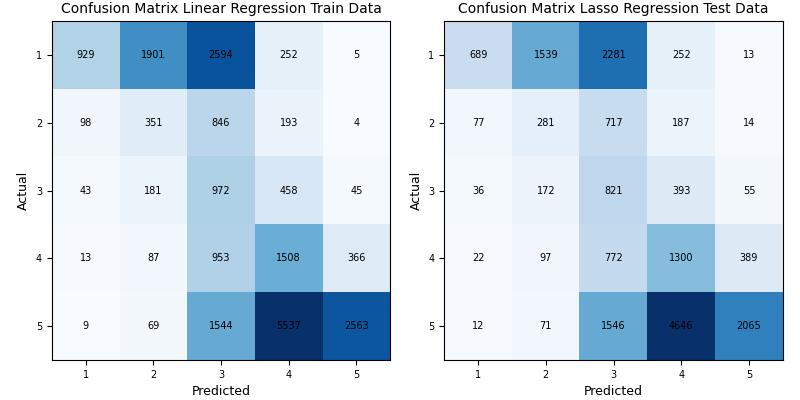 Confusion Matrix Linear Regression Train Data
1 929 1901 2594 252 5
2 98 351 846 193 4
3 43 181 972 458 45
4 13 87 953 1508 366
5 9 69 1544 5537 2563
1 2 3 4 5
Actual
Predicted
Confusion Matrix Lasso Regression Test Data
1 689 1539 2281 252 13
2 77 281 717 187 14
3 36 172 821 393 55
4 22 97 772 1300 389
5 12 71 1546 4646 2065
1 2 3 4 5
Actual
Predicted